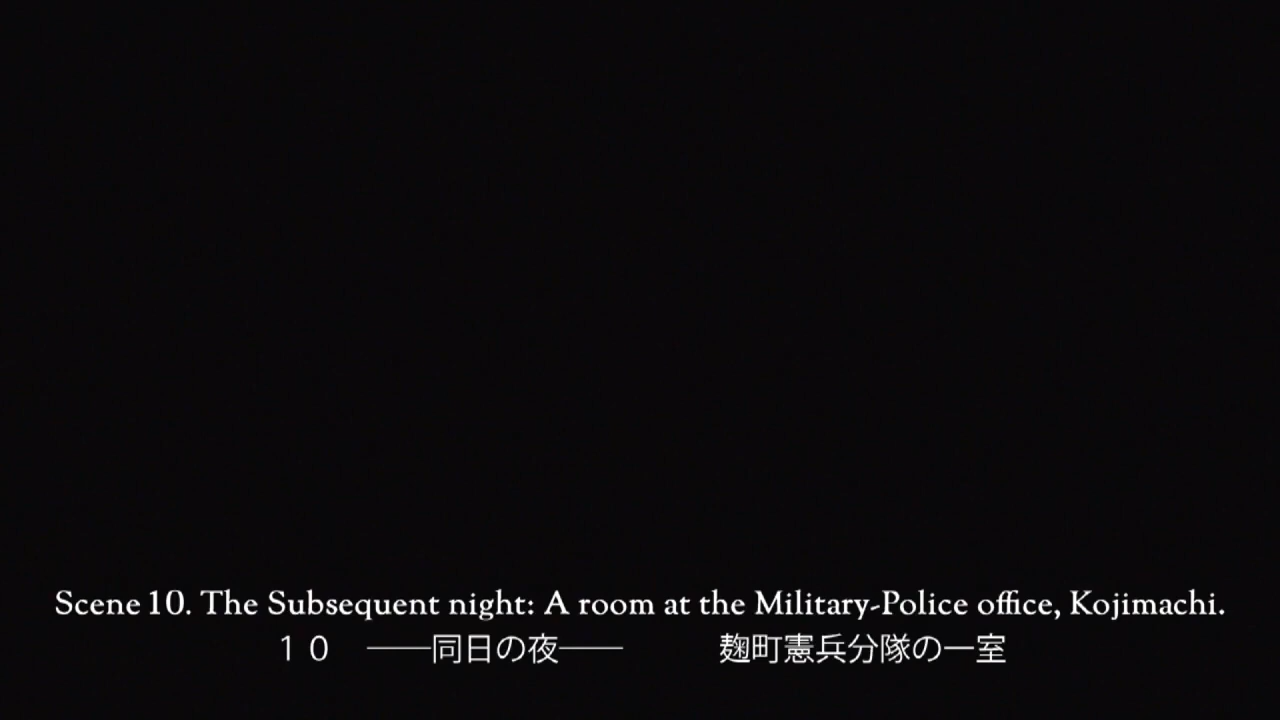 Scene 10. The Subsequent night: A room at the Military-Police office, Kojimachi.
１０　――同日の夜――　　　麹町憲兵分隊の一室